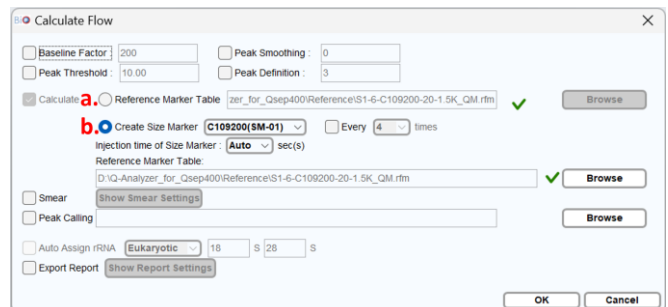 Calculate Flow
Baseline Factor : 200 Peak Smoothing : 0
Peak Threshold : 10.00 Peak Definition : 3
Calculate a. Reference Marker Table zer_for_Qsep400\Reference\S1-6-C109200-20-1.5K_QM.rfm Browse
b. Create Size Marker C109200(SM-01) Every 4 times
Injection time of Size Marker : Auto sec(s)
Reference Marker Table:
D:\Q-Analyzer_for_Qsep400\Reference\S1-6-C109200-20-1.5K_QM.rfm Browse
Smear Show Smear Settings
Peak Calling Browse
Auto Assign rRNA Eukaryotic 18 S 28 S
Export Report Show Report Settings
OK Cancel